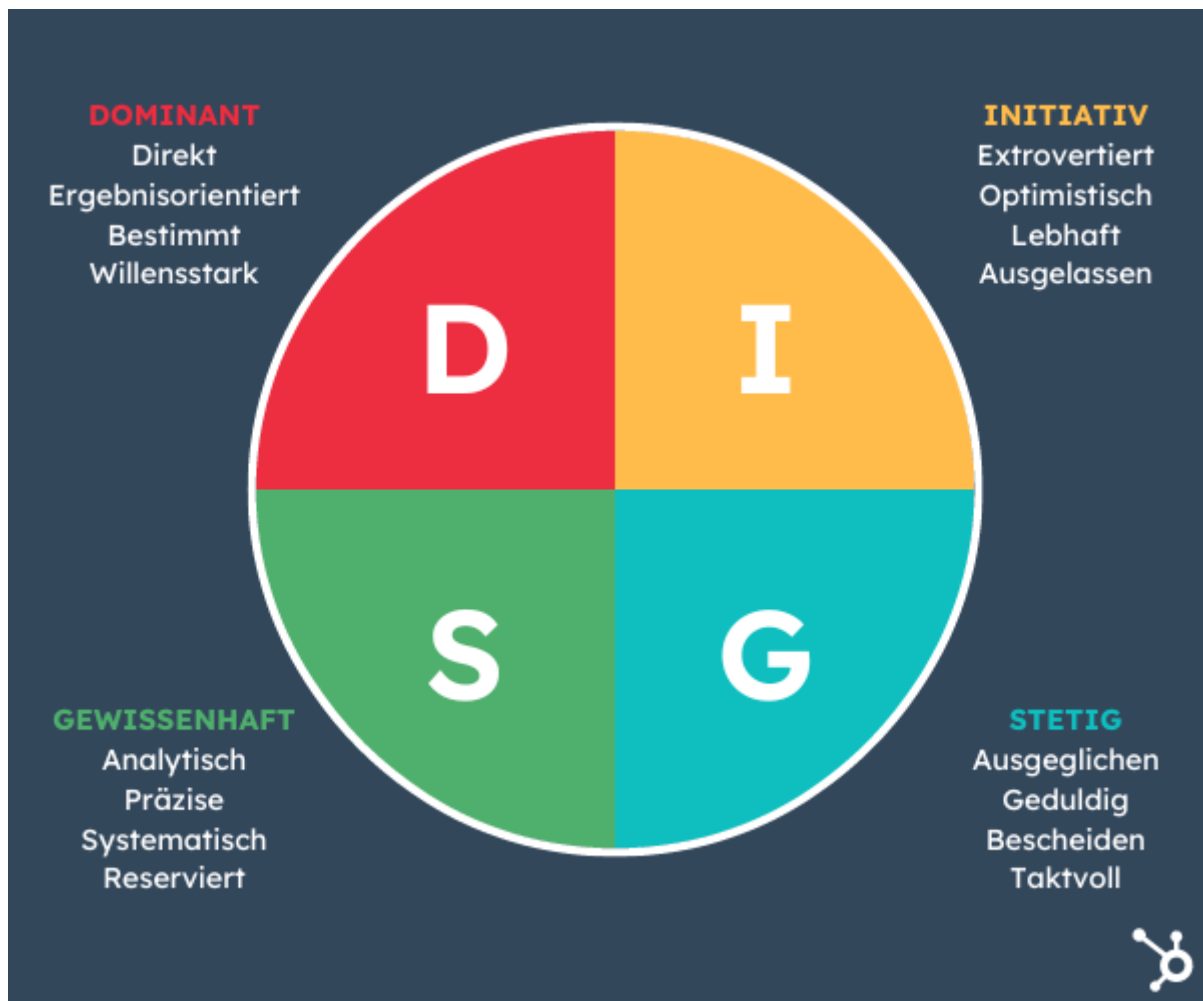 DOMINANT
Direkt
Ergebnisorientiert
Bestimmt
Willensstark
INITIATIV
Extrovertiert
Optimistisch
Lebhaft
Ausgelassen
D
I
S
G
GEWISSENHAFT
Analytisch
Präzise
Systematisch
Reserviert
STETIG
Ausgeglichen
Geduldig
Bescheiden
Taktvoll